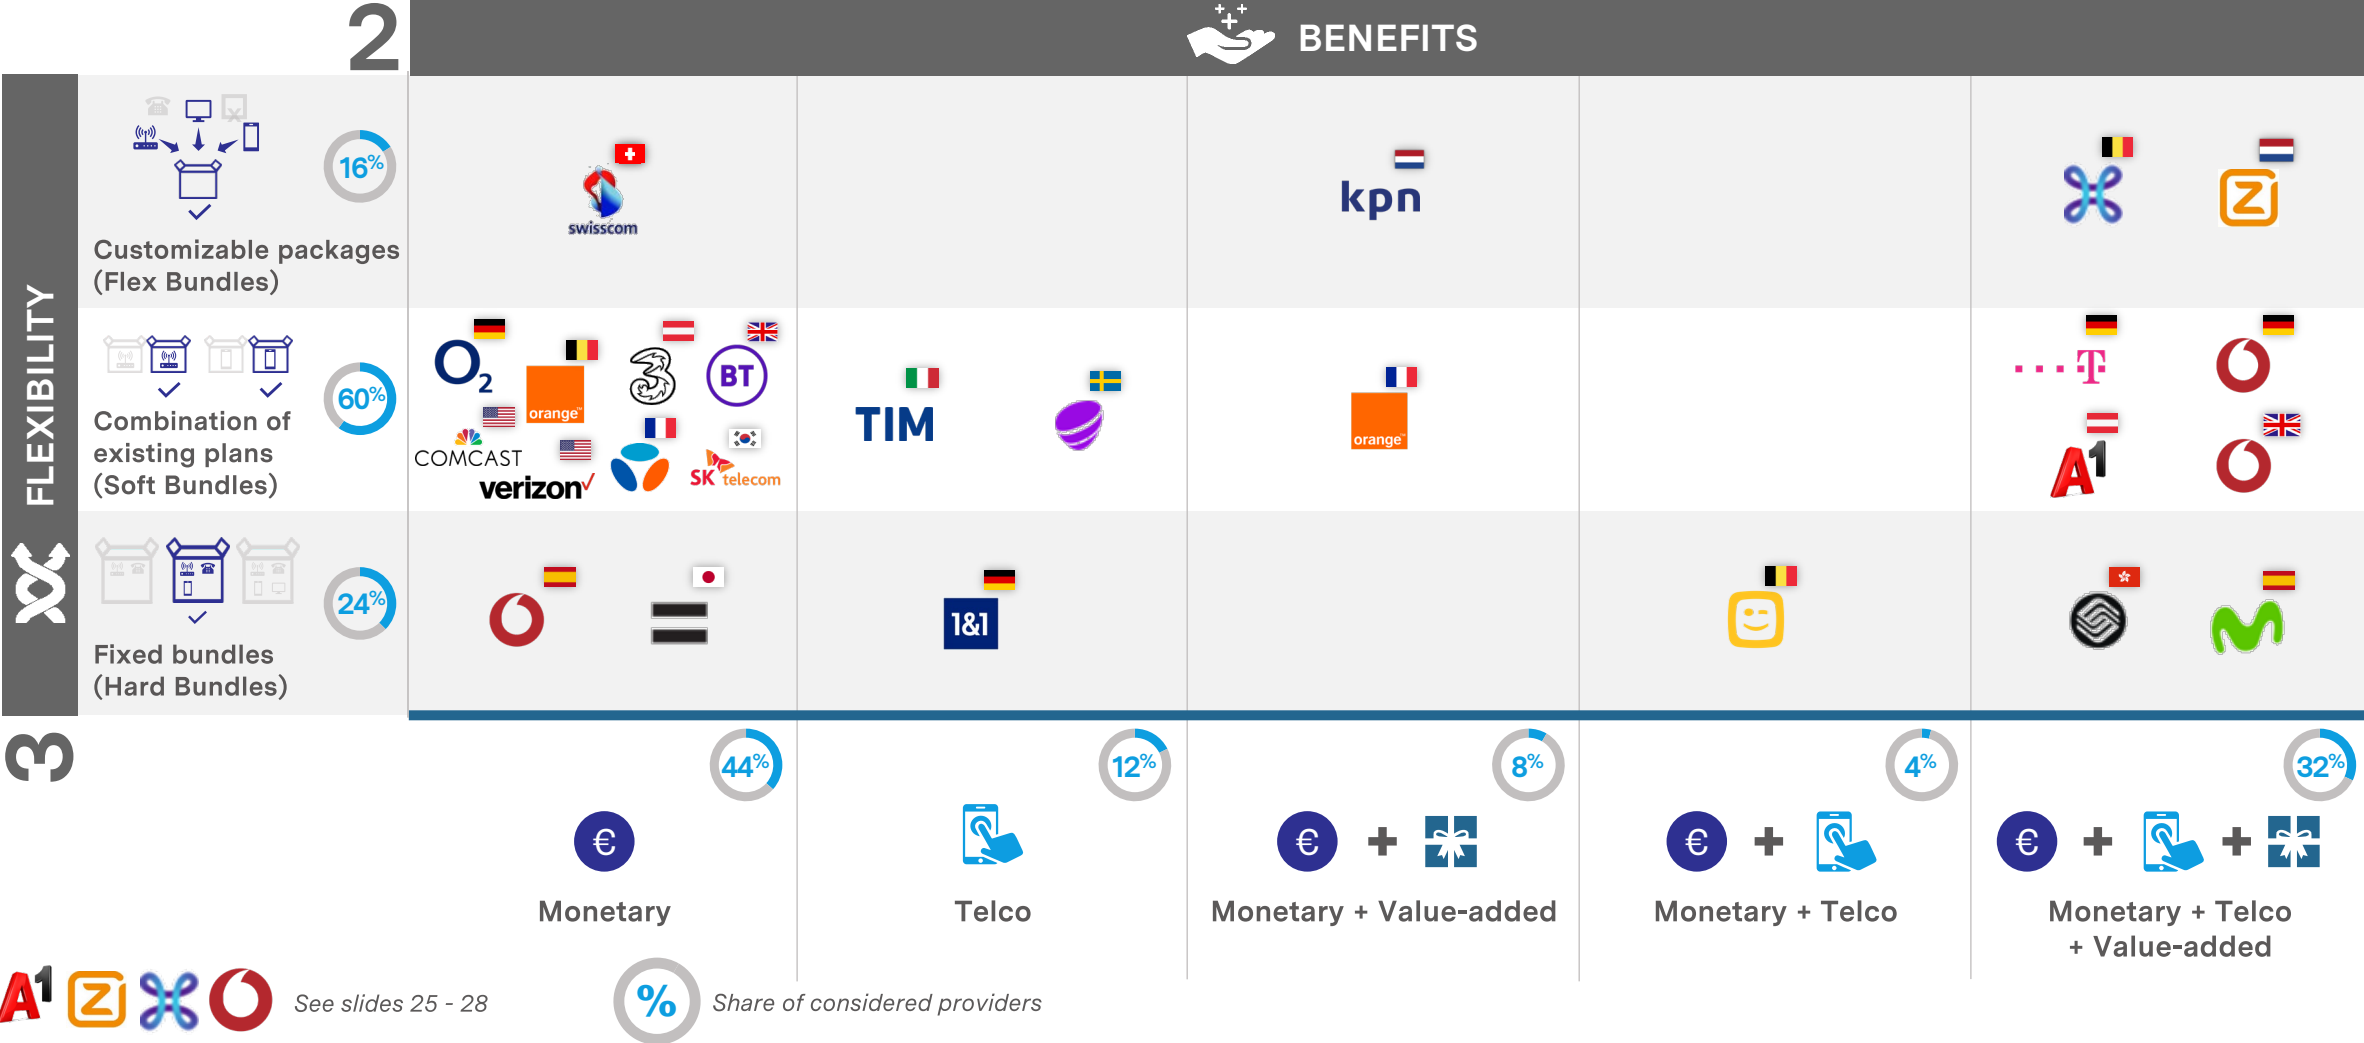 2
BENEFITS
FLEXIBILITY
16%
Customizable packages
(Flex Bundles)
swisscom
kpn
Z
60%
Combination of
existing plans
(Soft Bundles)
O2
orange™
3
BT
COMCAST
verizon✓
SK telecom
TIM
orange™
T
A1
24%
Fixed bundles
(Hard Bundles)
1&1
3
44%
12%
8%
4%
32%
€
€ +
€ +
€ + +
Monetary
Telco
Monetary + Value-added
Monetary + Telco
Monetary + Telco
+ Value-added
A1
Z
See slides 25 - 28
%
Share of considered providers